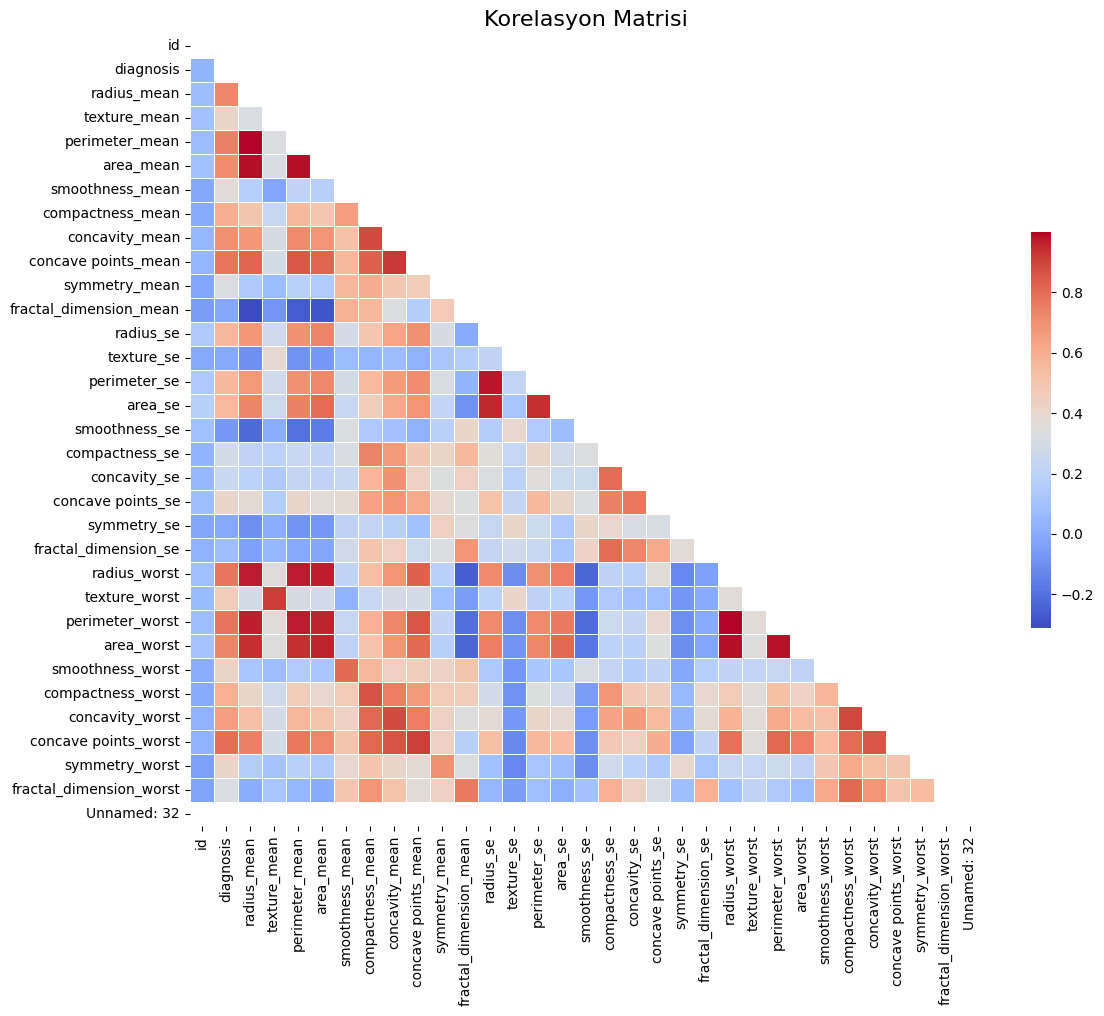 Korelasyon Matrisi
id
diagnosis
radius_mean
texture_mean
perimeter_mean
area_mean
smoothness_mean
compactness_mean
concavity_mean
concave points_mean
symmetry_mean
fractal_dimension_mean
radius_se
texture_se
perimeter_se
area_se
smoothness_se
compactness_se
concavity_se
concave points_se
symmetry_se
fractal_dimension_se
radius_worst
texture_worst
perimeter_worst
area_worst
smoothness_worst
compactness_worst
concavity_worst
concave points_worst
symmetry_worst
fractal_dimension_worst
Unnamed: 32
id
diagnosis
radius_mean
texture_mean
perimeter_mean
area_mean
smoothness_mean
compactness_mean
concavity_mean
concave points_mean
symmetry_mean
fractal_dimension_mean
radius_se
texture_se
perimeter_se
area_se
smoothness_se
compactness_se
concavity_se
concave points_se
symmetry_se
fractal_dimension_se
radius_worst
texture_worst
perimeter_worst
area_worst
smoothness_worst
compactness_worst
concavity_worst
concave points_worst
symmetry_worst
fractal_dimension_worst
Unnamed: 32
0.8
0.6
0.4
0.2
0.0
−0.2